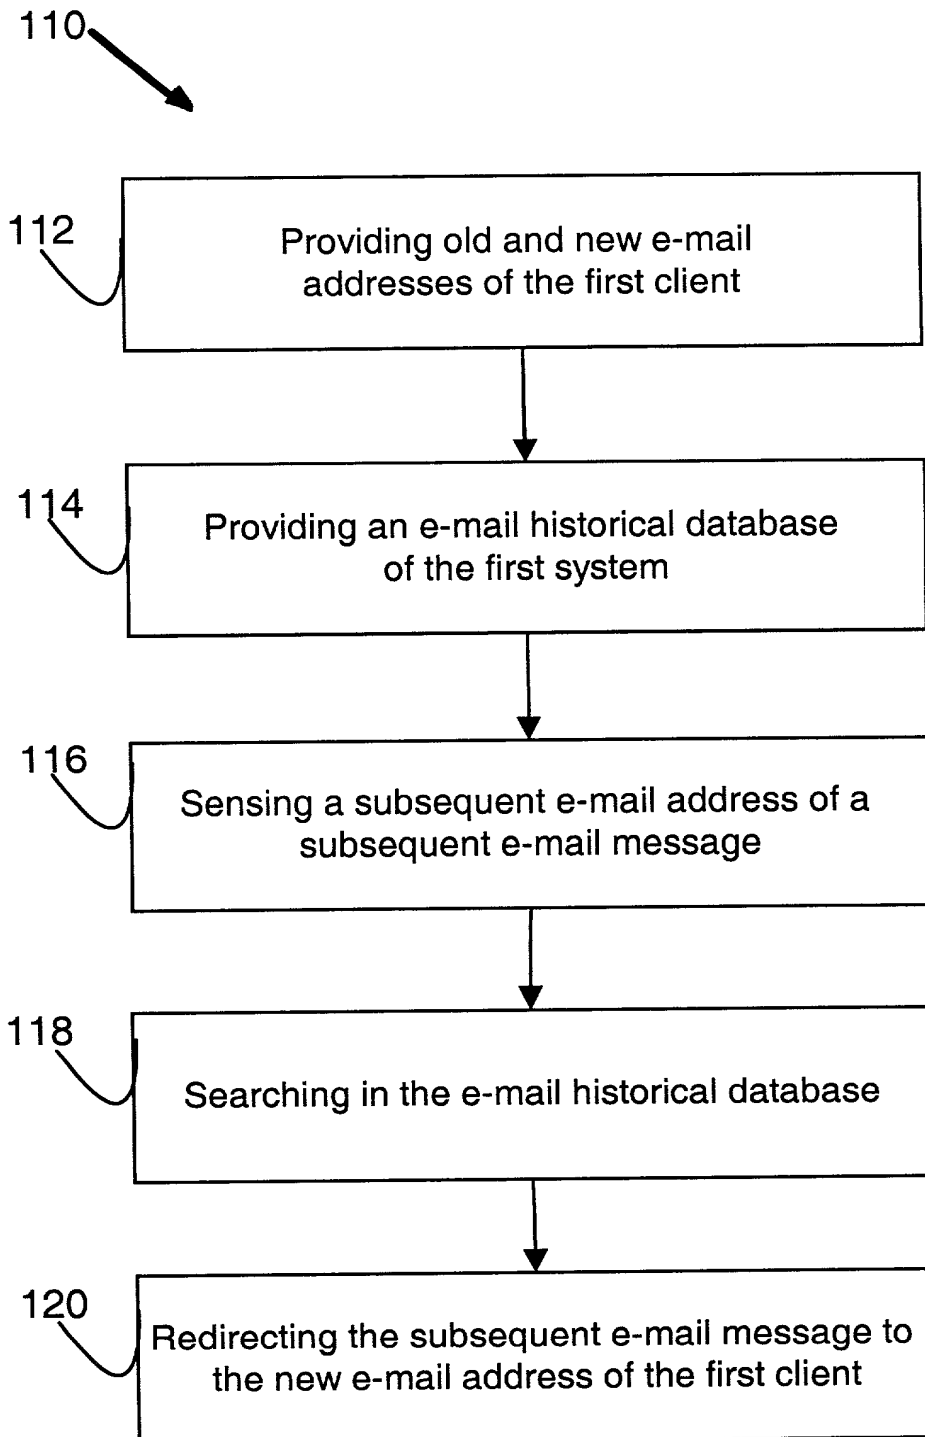 110
112
Providing old and new e-mail
addresses of the first client
114
Providing an e-mail historical database
of the first system
116
Sensing a subsequent e-mail address of a
subsequent e-mail message
118
Searching in the e-mail historical database
120
Redirecting the subsequent e-mail message to
the new e-mail address of the first client